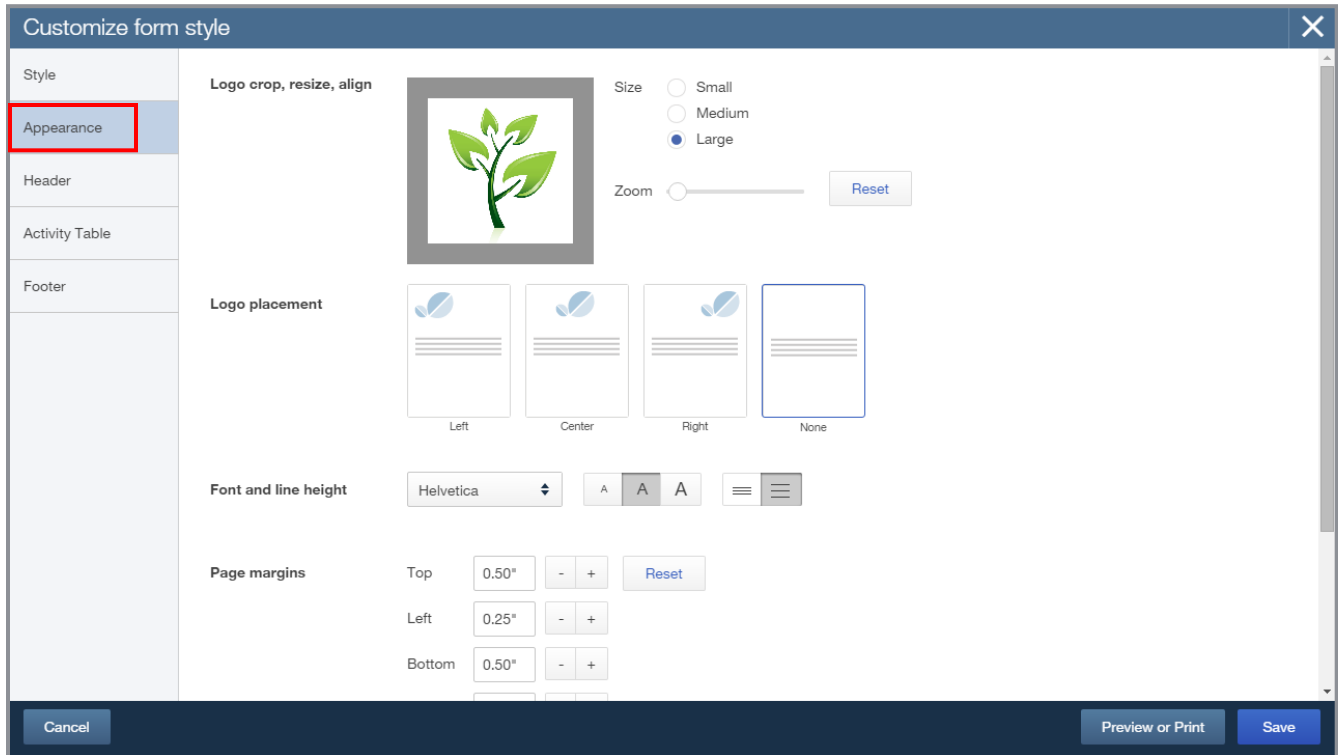 Customize form style
Style
Appearance
Header
Activity Table
Footer
Logo crop, resize, align
Size
Small
Medium
Large
Zoom
Reset
Logo placement
Left
Center
Right
None
Font and line height
Helvetica
A A A
Page margins
Top 0.50" - + Reset
Left 0.25" - +
Bottom 0.50" - +
Cancel
Preview or Print
Save